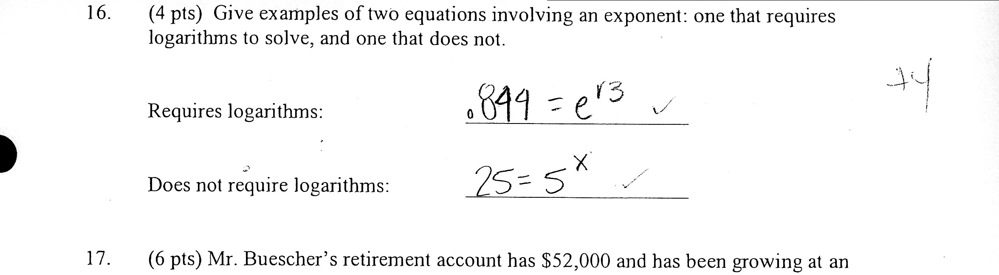 16. (4 pts) Give examples of two equations involving an exponent: one that requires
logarithms to solve, and one that does not.
+4
Requires logarithms: .844 = e^r3 ✓
Does not require logarithms: 25 = 5^x ✓
17. (6 pts) Mr. Buescher’s retirement account has $52,000 and has been growing at an